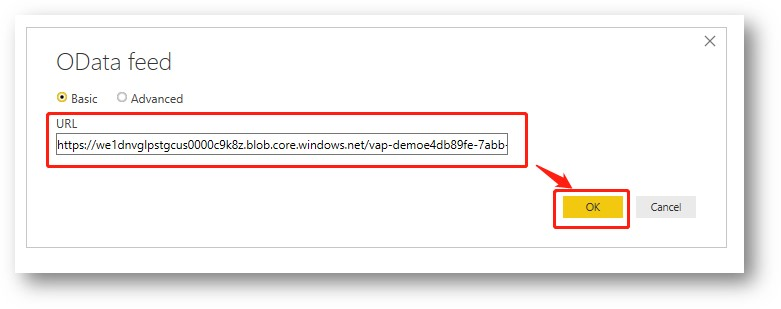 OData feed
Basic Advanced
URL
https://we1dnvglpstgcus0000c9k8z.blob.core.windows.net/vap-demoe4db89fe-7abb-
OK Cancel